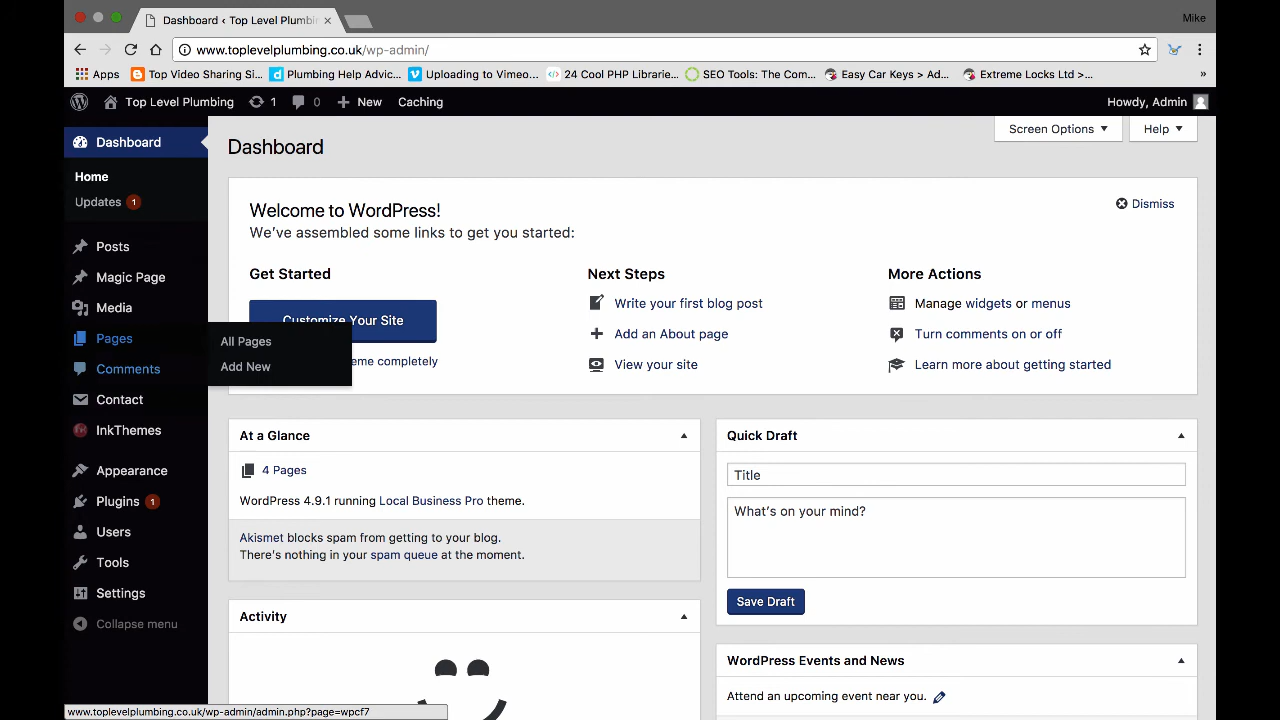 Dashboard ‹ Top Level Plumbin
Mike
www.toplevelplumbing.co.uk/wp-admin/
Apps
Top Video Sharing Si...
Plumbing Help Advic...
Uploading to Vimeo...
24 Cool PHP Librarie...
SEO Tools: The Com...
Easy Car Keys > Ad...
Extreme Locks Ltd >...
»
Top Level Plumbing
1
0
New
Caching
Howdy, Admin
Dashboard
Home
Updates 1
Posts
Magic Page
Media
Pages
Comments
Contact
InkThemes
Appearance
Plugins 1
Users
Tools
Settings
Collapse menu
All Pages
Add New
Dashboard
Screen Options
Help
Welcome to WordPress!
We've assembled some links to get you started:
Dismiss
Get Started
Customize Your Site
eme completely
Next Steps
Write your first blog post
Add an About page
View your site
More Actions
Manage widgets or menus
Turn comments on or off
Learn more about getting started
At a Glance
4 Pages
WordPress 4.9.1 running Local Business Pro theme.
Akismet blocks spam from getting to your blog.
There's nothing in your spam queue at the moment.
Activity
Quick Draft
Title
What's on your mind?
Save Draft
WordPress Events and News
Attend an upcoming event near you.
www.toplevelplumbing.co.uk/wp-admin/admin.php?page=wpcf7